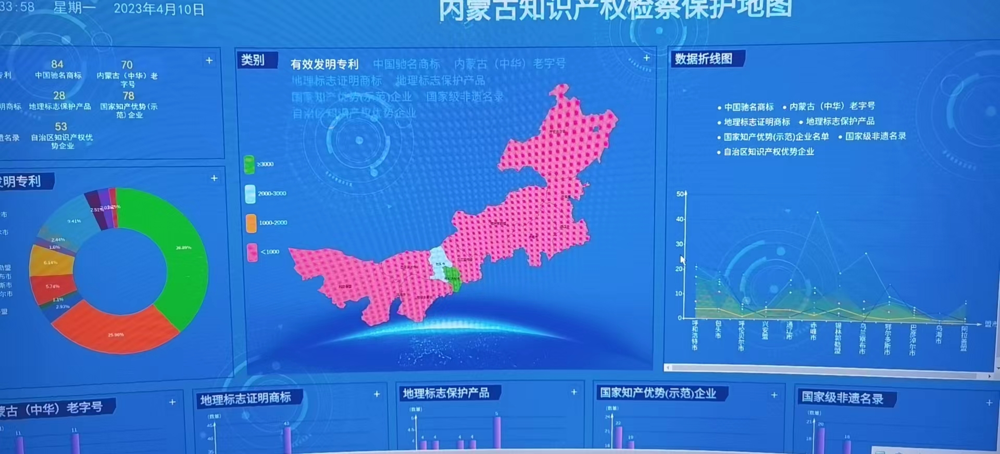 33:58 星期一 2023年4月10日
内蒙古知识产权检察保护地图
84 70
专利 中国驰名商标 内蒙古（中华）老
字号
28 78
明商标 地理标志保护产品 国家知产优势(示
范)企业
53
遗名录 自治区知识产权优
势企业
发明专利
2.51%
9.41%
2.44%
1.6%
6.14%
5.74%
1.1%
2.93%
25.96%
28.89%
类别
有效发明专利 中国驰名商标 内蒙古（中华）老字号
地理标志证明商标 地理标志保护产品
国家知产优势(示范)企业 国家级非遗名录
自治区知识产权优势企业
≥3000
2000-3000
1000-2000
<1000
数据折线图
中国驰名商标 内蒙古（中华）老字号
地理标志证明商标 地理标志保护产品
国家知产优势(示范)企业名单 国家级非遗名录
自治区知识产权优势企业
50
40
30
20
10
0
呼和浩特市 包头市 呼伦贝尔市 兴安盟 通辽市 赤峰市 锡林郭勒盟 乌兰察布市 鄂尔多斯市 巴彦淖尔市 乌海市 阿拉善盟
盟市
蒙古（中华）老字号
11 11
地理标志证明商标
(数量)
45
40
35
43
地理标志保护产品
(数量)
5
4.5
4
4 4 4 4 5
国家知产优势(示范)企业
(数量)
24
21
18
22 19
国家级非遗名录
(数量)
21
18
20 16